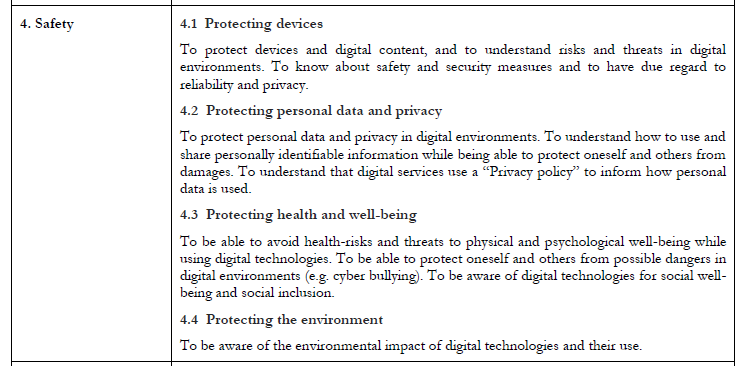 4. Safety
4.1 Protecting devices
To protect devices and digital content, and to understand risks and threats in digital
environments. To know about safety and security measures and to have due regard to
reliability and privacy.
4.2 Protecting personal data and privacy
To protect personal data and privacy in digital environments. To understand how to use and
share personally identifiable information while being able to protect oneself and others from
damages. To understand that digital services use a “Privacy policy” to inform how personal
data is used.
4.3 Protecting health and well-being
To be able to avoid health-risks and threats to physical and psychological well-being while
using digital technologies. To be able to protect oneself and others from possible dangers in
digital environments (e.g. cyber bullying). To be aware of digital technologies for social well-
being and social inclusion.
4.4 Protecting the environment
To be aware of the environmental impact of digital technologies and their use.